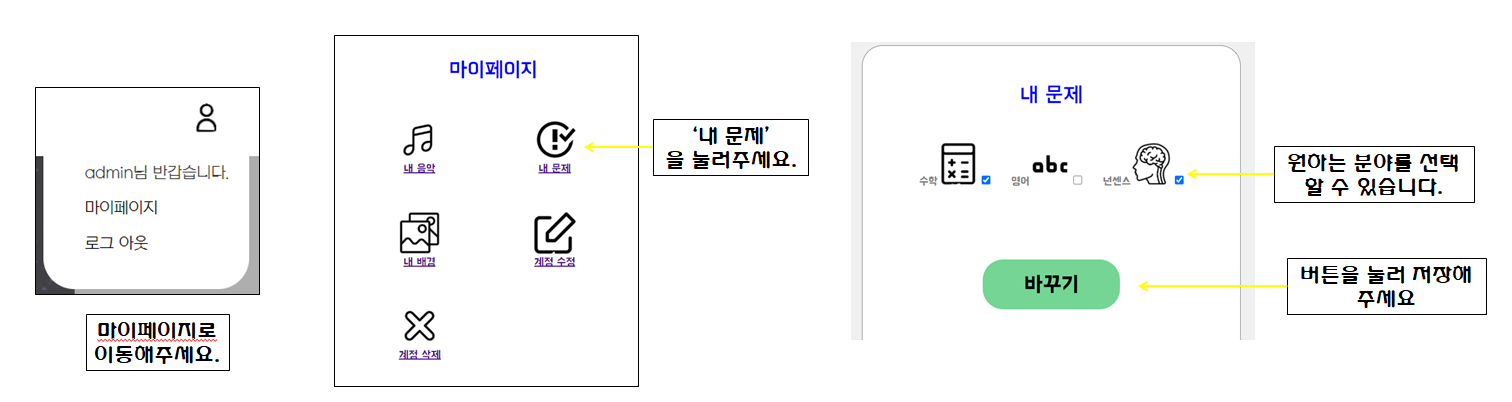 admin님 반갑습니다.
마이페이지
로그 아웃
마이페이지로
이동해주세요.
마이페이지
내 음악
내 문제
내 배경
계정 수정
계정 삭제
‘내 문제’
을 눌러주세요.
내 문제
수학
영어
abc
넌센스
바꾸기
원하는 분야를 선택
할 수 있습니다.
버튼을 눌러 저장해
주세요